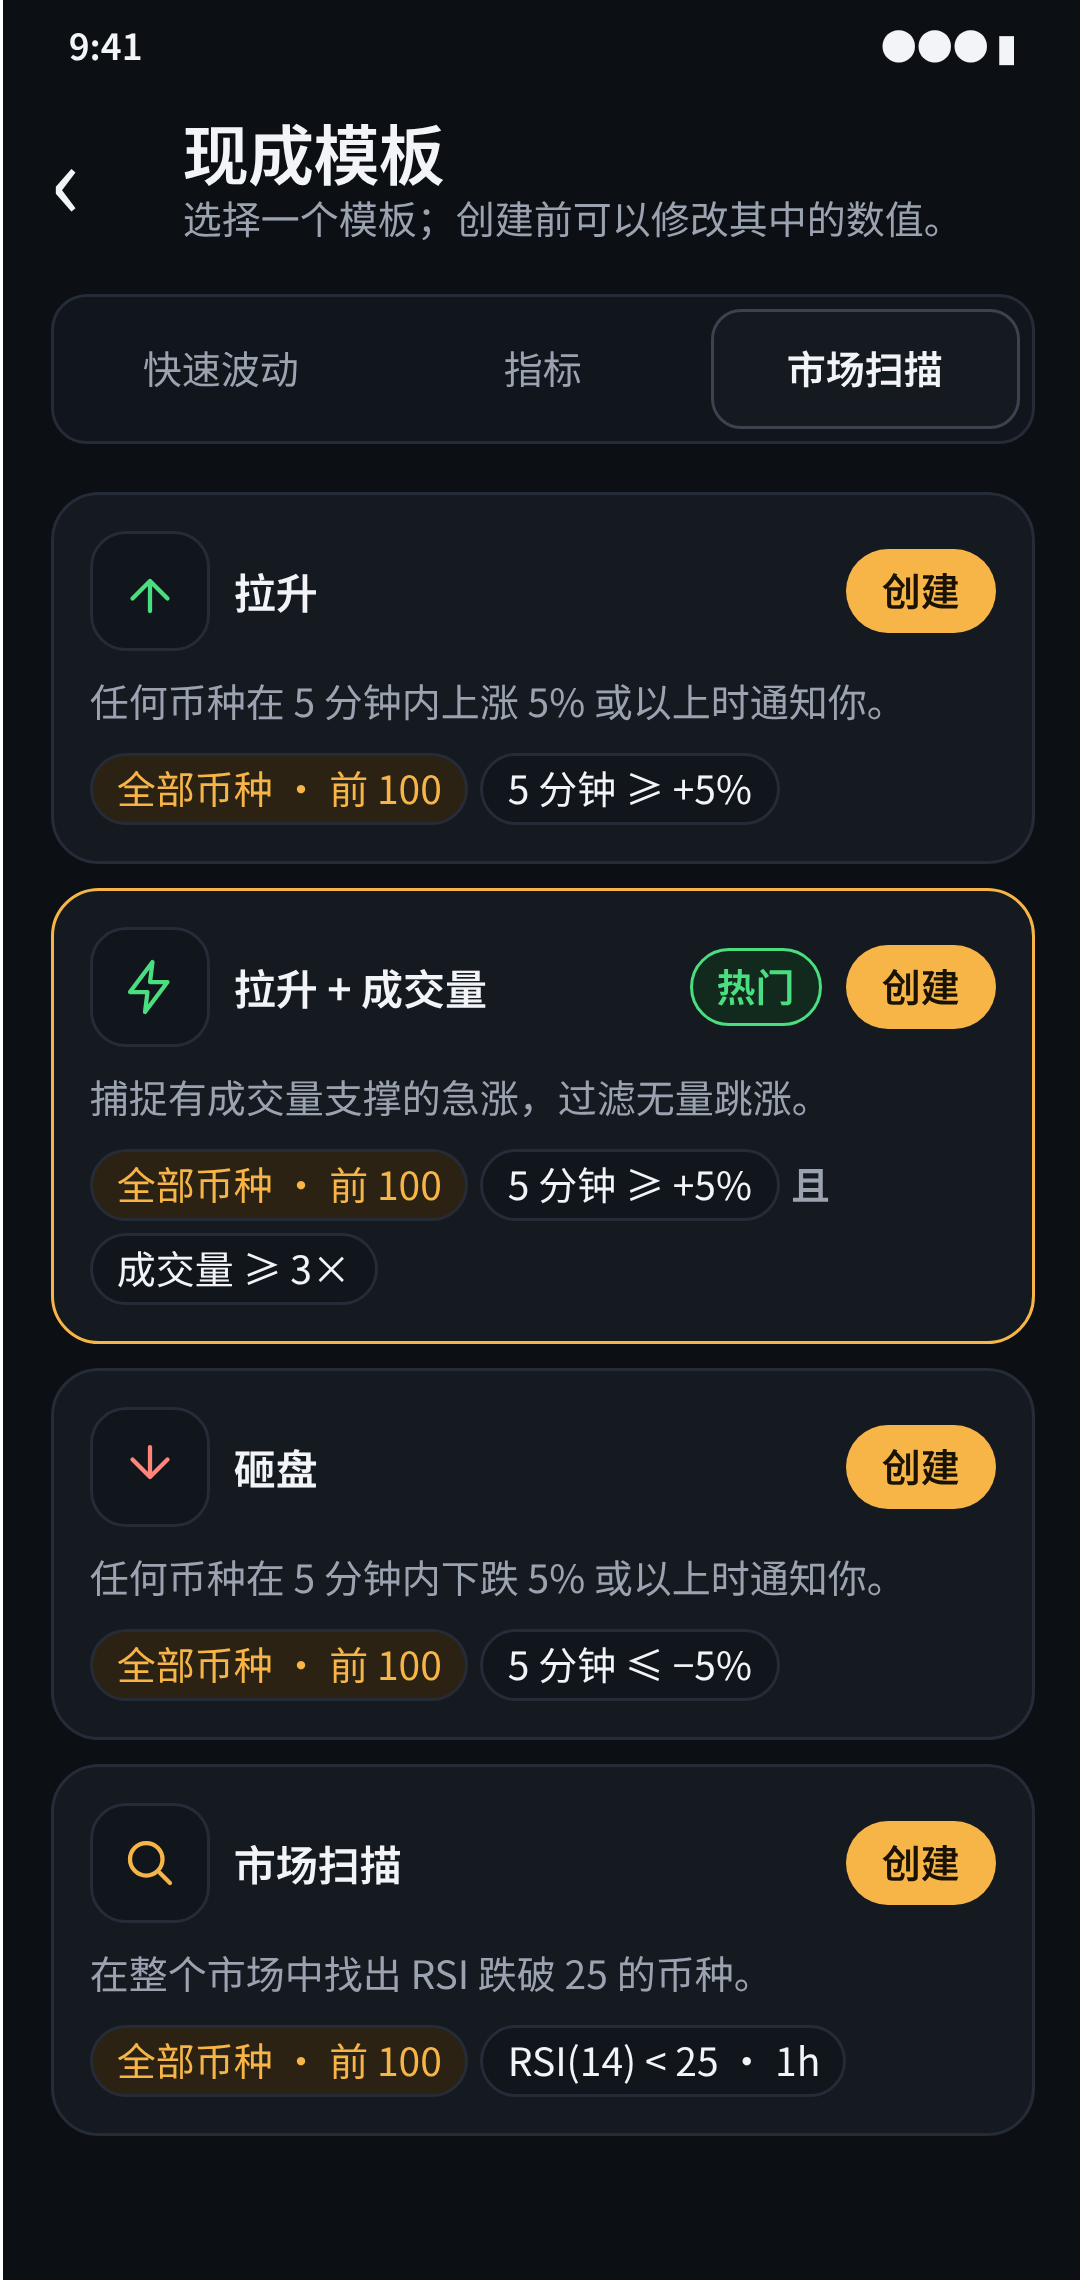 9:41
现成模板
选择一个模板；创建前可以修改其中的数值。
快速波动 指标 市场扫描
拉升 创建
任何币种在 5 分钟内上涨 5% 或以上时通知你。
全部币种 · 前 100 5 分钟 ≥ +5%
拉升 + 成交量 热门 创建
捕捉有成交量支撑的急涨，过滤无量跳涨。
全部币种 · 前 100 5 分钟 ≥ +5% 且
成交量 ≥ 3×
砸盘 创建
任何币种在 5 分钟内下跌 5% 或以上时通知你。
全部币种 · 前 100 5 分钟 ≤ −5%
市场扫描 创建
在整个市场中找出 RSI 跌破 25 的币种。
全部币种 · 前 100 RSI(14) < 25 · 1h